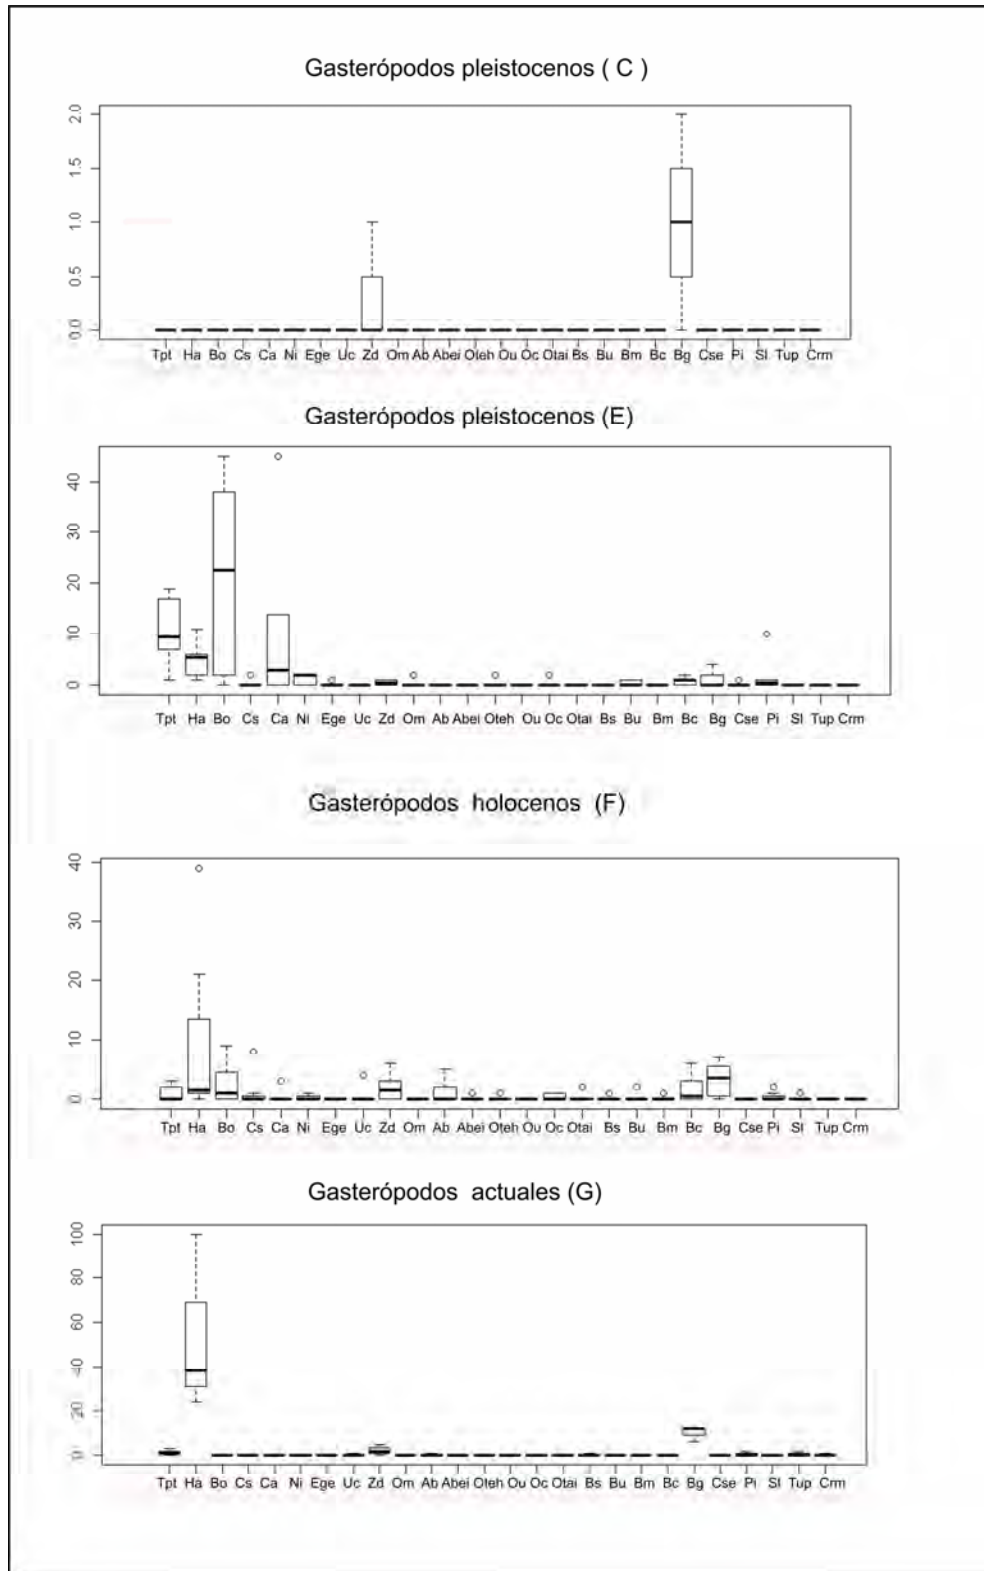 Gasterópodos pleistocenos ( C )
2.0
1.5
1.0
0.5
0.0
Tpt Ha Bo Cs Ca Ni Ege Uc Zd Om Ab Abei Oteh Ou Oc Otai Bs Bu Bm Bc Bg Cse Pi Sl Tup Crm
Gasterópodos pleistocenos (E)
40
30
20
10
0
Tpt Ha Bo Cs Ca Ni Ege Uc Zd Om Ab Abei Oteh Ou Oc Otai Bs Bu Bm Bc Bg Cse Pi Sl Tup Crm
Gasterópodos holocenos (F)
40
30
20
10
0
Tpt Ha Bo Cs Ca Ni Ege Uc Zd Om Ab Abei Oteh Ou Oc Otai Bs Bu Bm Bc Bg Cse Pi Sl Tup Crm
Gasterópodos actuales (G)
100
80
60
40
20
0
Tpt Ha Bo Cs Ca Ni Ege Uc Zd Om Ab Abei Oteh Ou Oc Otai Bs Bu Bm Bc Bg Cse Pi Sl Tup Crm